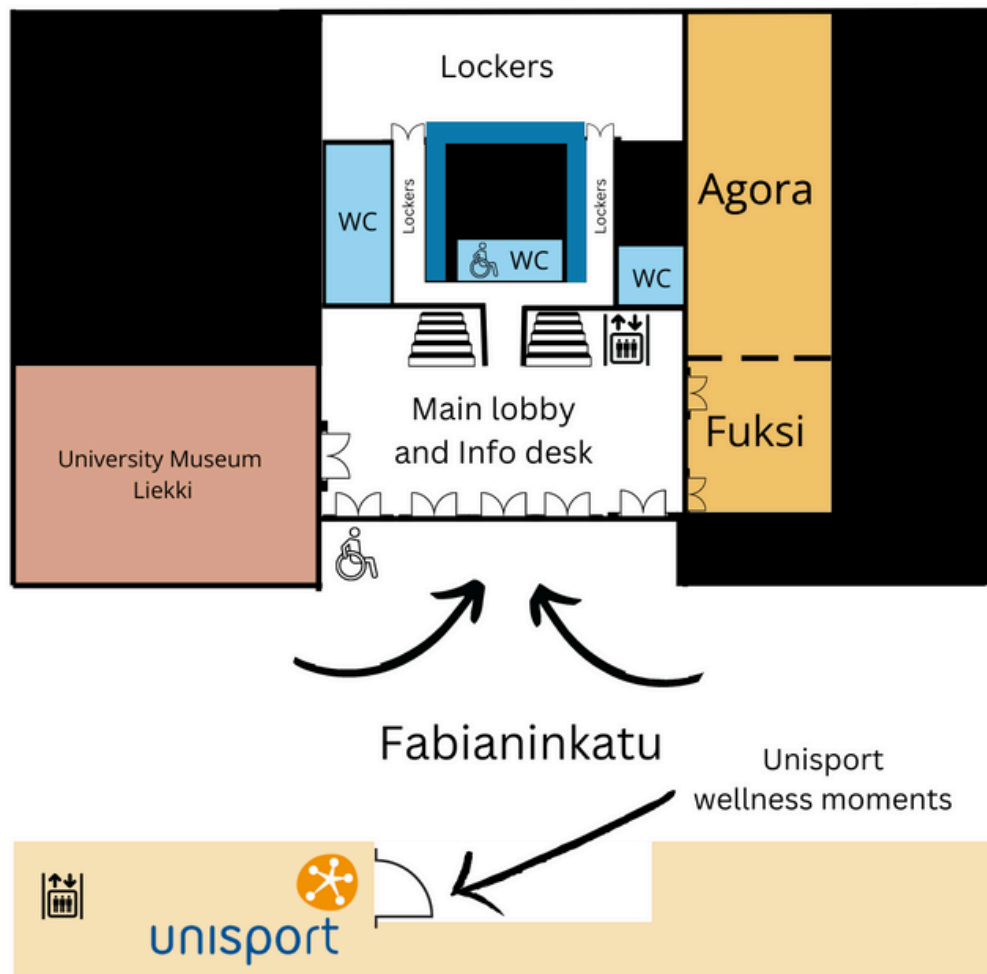 Lockers
Agora
WC
Lockers
WC
Lockers
WC
Main lobby
and Info desk
Fuksi
University Museum
Liekki
Fabianinkatu
Unisport
wellness moments
unisport